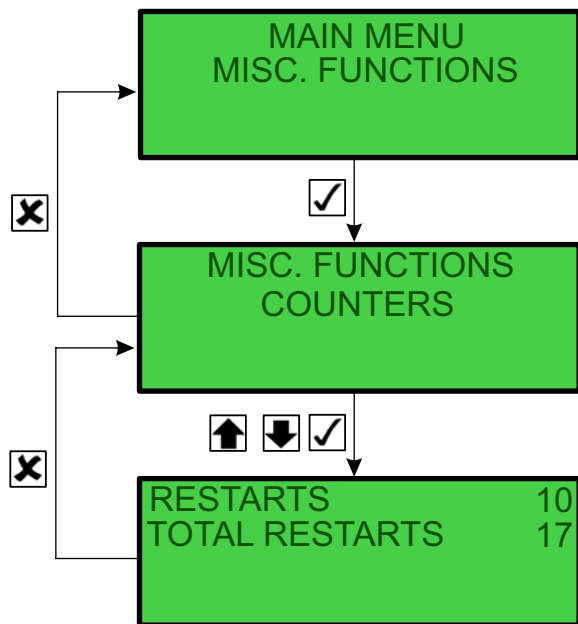 MAIN MENU
MISC. FUNCTIONS
MISC. FUNCTIONS
COUNTERS
RESTARTS 10
TOTAL RESTARTS 17